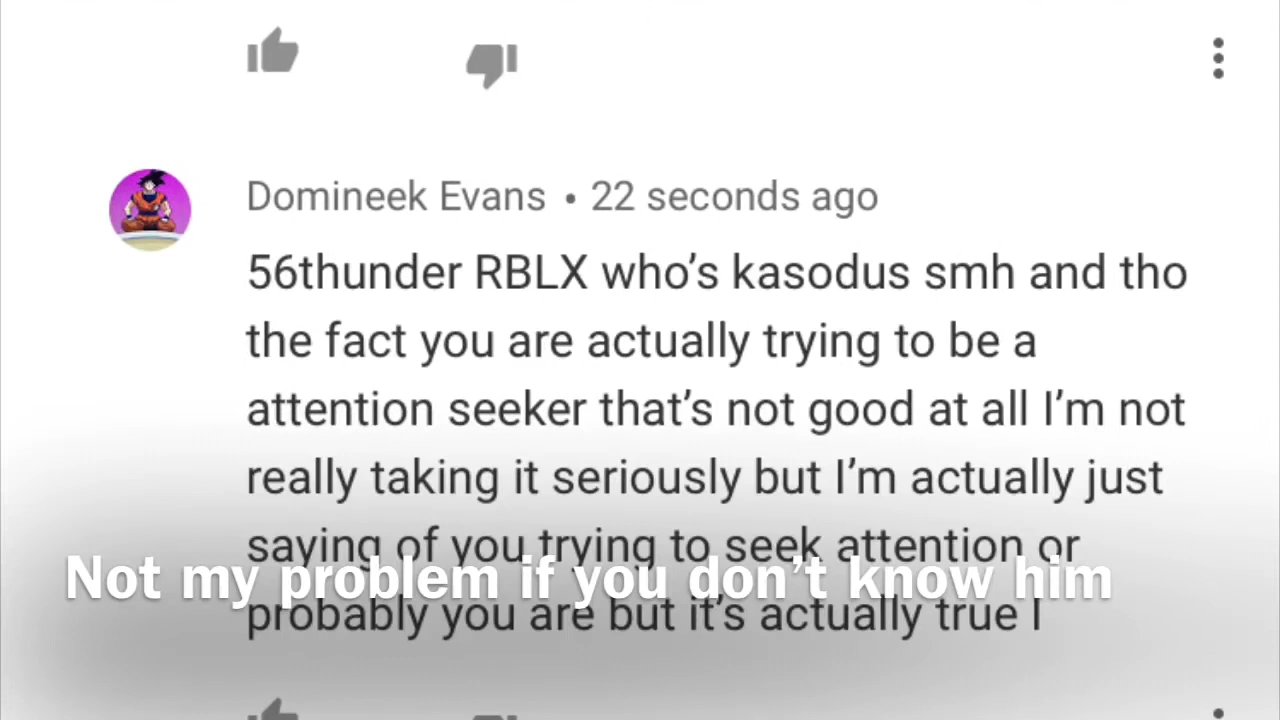 Domineek Evans • 22 seconds ago
56thunder RBLX who's kasodus smh and tho
the fact you are actually trying to be a
attention seeker that's not good at all I'm not
really taking it seriously but I'm actually just
saying of you trying to seek attention or
Not my problem if you don't know him
probably you are but it's actually true I